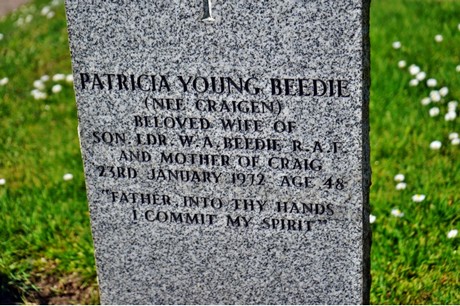 PATRICIA YOUNG BEEDIE
(NEE CRAIGEN)
BELOVED WIFE OF
SQN. LDR. W. A. BEEDIE R.A.F.
AND MOTHER OF CRAIG
23RD JANUARY 1972 AGE 48
"FATHER, INTO THY HANDS
I COMMIT MY SPIRIT"